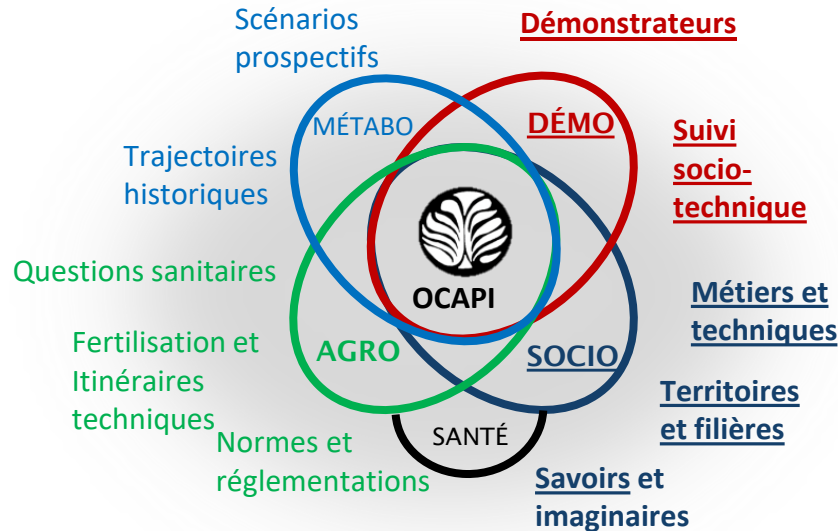 Scénarios
prospectifs
Démonstrateurs
MÉTABO
DÉMO
Suivi
socio-
technique
Trajectoires
historiques
Questions sanitaires
OCAPI
Métiers et
techniques
Fertilisation et
Itinéraires
techniques
AGRO
SOCIO
Territoires
et filières
Normes et
réglementations
SANTÉ
Savoirs et
imaginaires